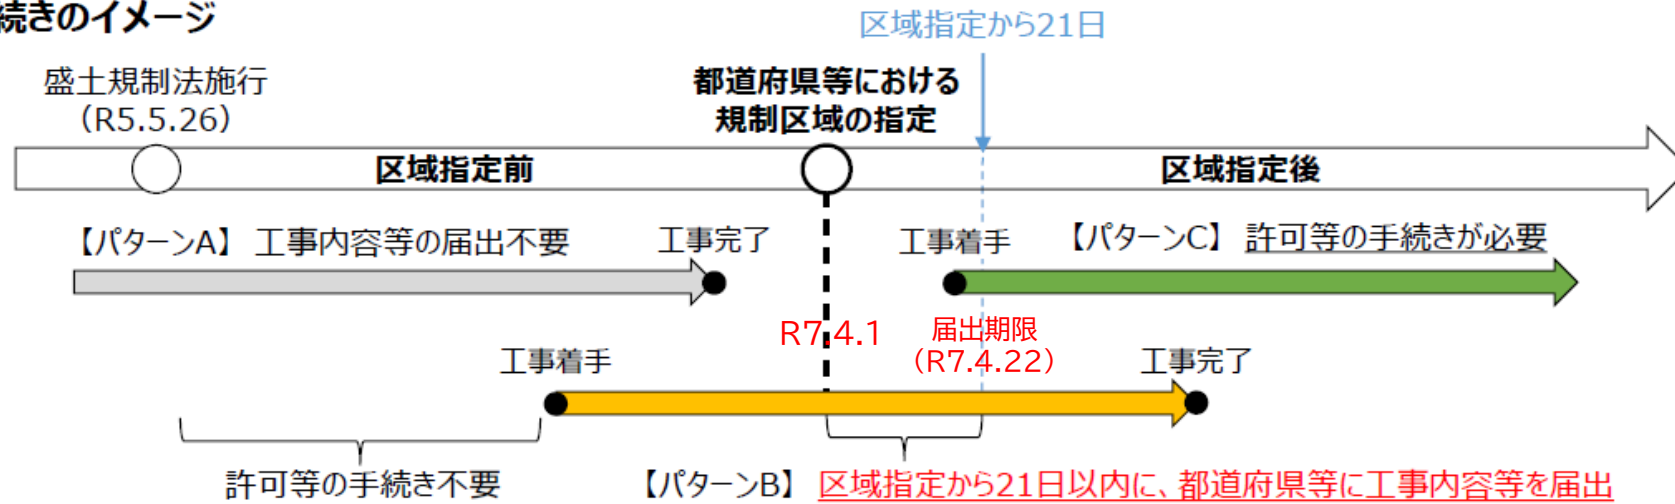 続きのイメージ
区域指定から21日
盛土規制法施行
（R5.5.26）
都道府県等における
規制区域の指定
区域指定前
区域指定後
【パターンA】 工事内容等の届出不要
工事完了
工事着手
【パターンC】 許可等の手続きが必要
R7.4.1
届出期限
（R7.4.22）
工事着手
工事完了
許可等の手続き不要
【パターンB】 区域指定から21日以内に、都道府県等に工事内容等を届出